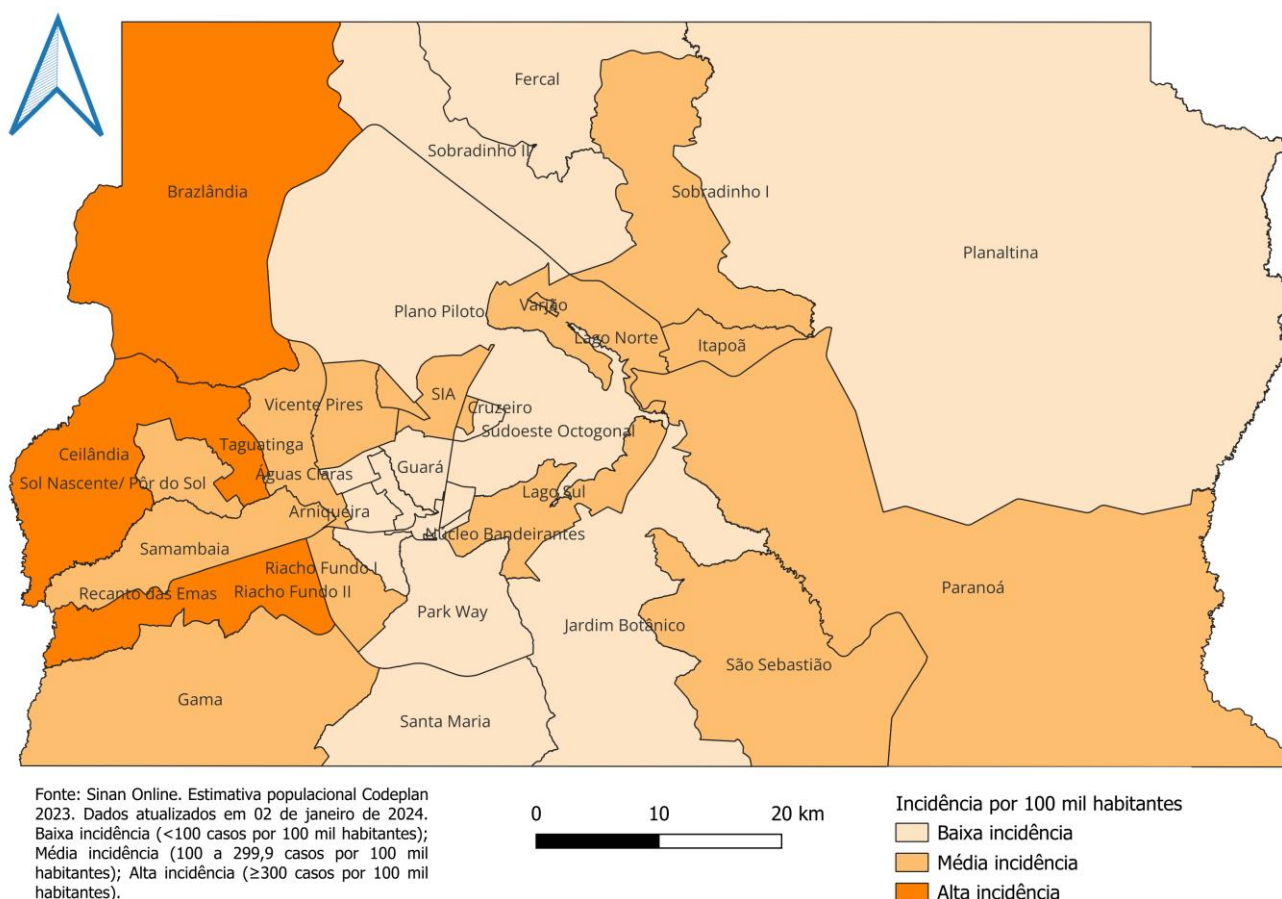 Fercal
Sobradinho II
Brazlândia
Sobradinho I
Planaltina
Plano Piloto
Varjão
Lago Norte
Itapoã
SIA
Vicente Pires
Cruzeiro
Sudoeste Octogonal
Taguatinga
Ceilândia
Guará
Águas Claras
Sol Nascente/ Pôr do Sol
Lago Sul
Arniqueira
Núcleo Bandeirantes
Samambaia
Riacho Fundo I
Recanto das Emas
Riacho Fundo II
Paranoá
Park Way
Jardim Botânico
São Sebastião
Gama
Santa Maria
Fonte: Sinan Online. Estimativa populacional Codeplan
2023. Dados atualizados em 02 de janeiro de 2024.
Baixa incidência (<100 casos por 100 mil habitantes);
Média incidência (100 a 299,9 casos por 100 mil
habitantes); Alta incidência (≥300 casos por 100 mil
habitantes).
0 10 20 km
Incidência por 100 mil habitantes
Baixa incidência
Média incidência
Alta incidência